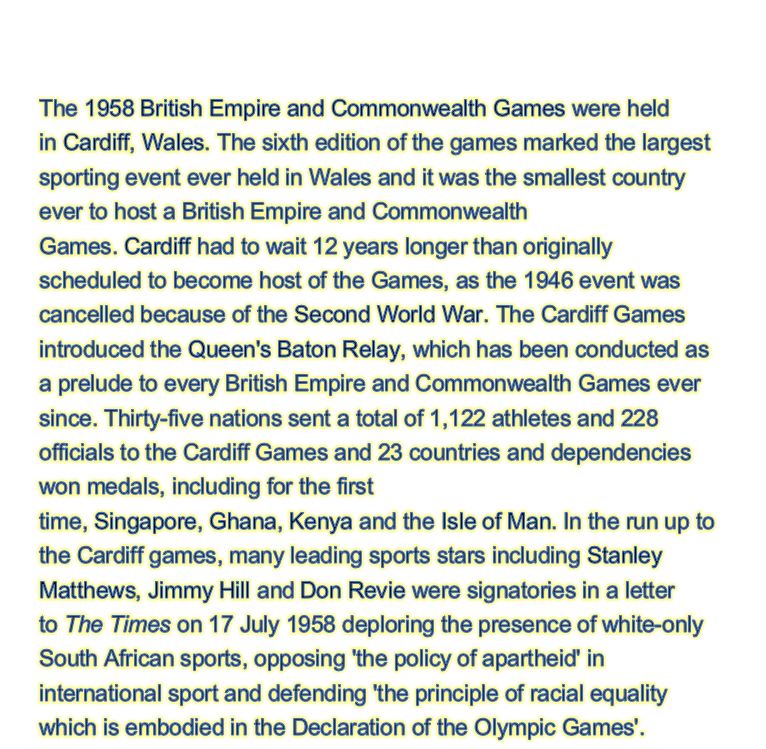 The 1958 British Empire and Commonwealth Games were held
in Cardiff, Wales. The sixth edition of the games marked the largest
sporting event ever held in Wales and it was the smallest country
ever to host a British Empire and Commonwealth
Games. Cardiff had to wait 12 years longer than originally
scheduled to become host of the Games, as the 1946 event was
cancelled because of the Second World War. The Cardiff Games
introduced the Queen's Baton Relay, which has been conducted as
a prelude to every British Empire and Commonwealth Games ever
since. Thirty-five nations sent a total of 1,122 athletes and 228
officials to the Cardiff Games and 23 countries and dependencies
won medals, including for the first
time, Singapore, Ghana, Kenya and the Isle of Man. In the run up to
the Cardiff games, many leading sports stars including Stanley
Matthews, Jimmy Hill and Don Revie were signatories in a letter
to The Times on 17 July 1958 deploring the presence of white-only
South African sports, opposing 'the policy of apartheid' in
international sport and defending 'the principle of racial equality
which is embodied in the Declaration of the Olympic Games'.